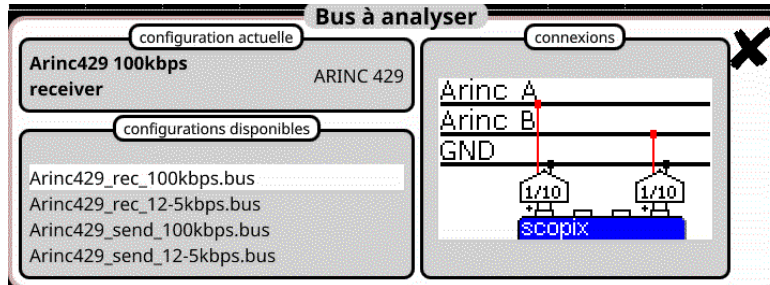 Bus à analyser
configuration actuelle
Arinc429 100kbps
receiver
ARINC 429
configurations disponibles
Arinc429_rec_100kbps.bus
Arinc429_rec_12-5kbps.bus
Arinc429_send_100kbps.bus
Arinc429_send_12-5kbps.bus
connexions
Arinc A
Arinc B
GND
1/10 1/10
+ +
scopix